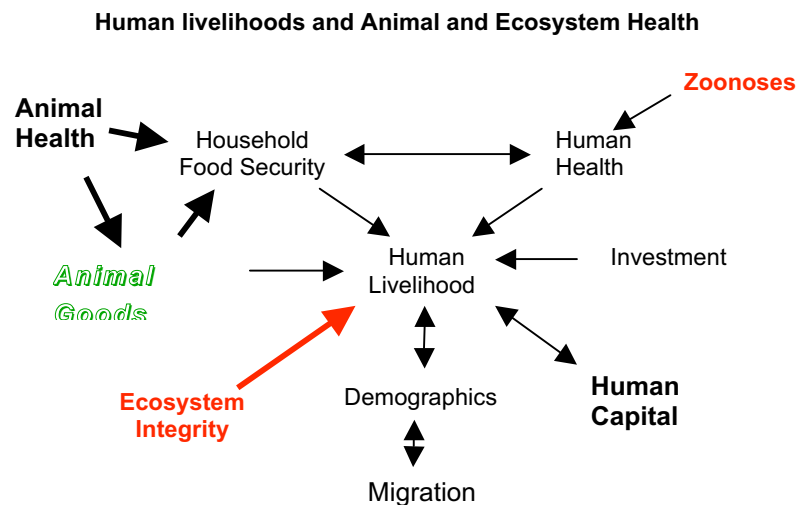 Human livelihoods and Animal and Ecosystem Health
Zoonoses
Animal
Health
Household
Food Security
Human
Health
Animal
Goods
Human
Livelihood
Investment
Ecosystem
Integrity
Demographics
Human
Capital
Migration